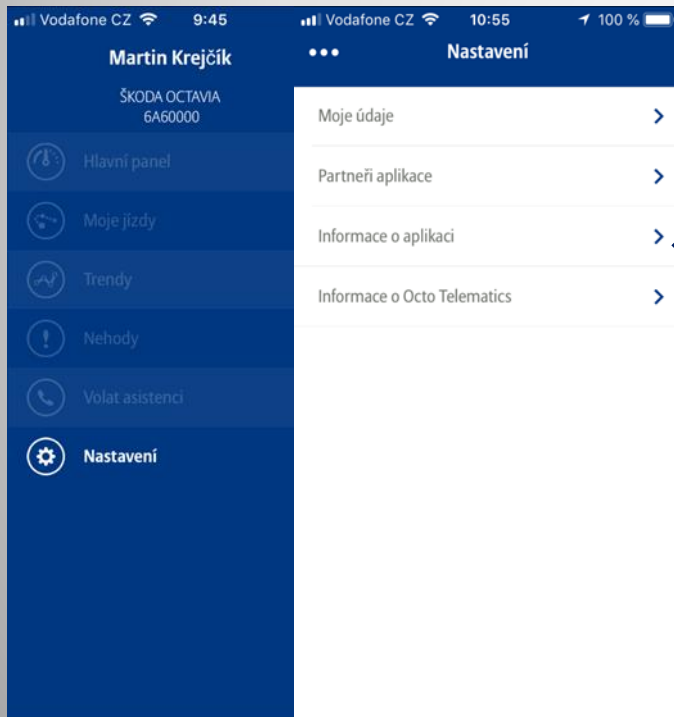 Vodafone CZ 9:45
Martin Krejčík
ŠKODA OCTAVIA
6A60000
Hlavní panel
Moje jízdy
Trendy
Nehody
Volat asistenci
Nastavení
Vodafone CZ 10:55 100 %
Nastavení
Moje údaje
Partneři aplikace
Informace o aplikaci
Informace o Octo Telematics